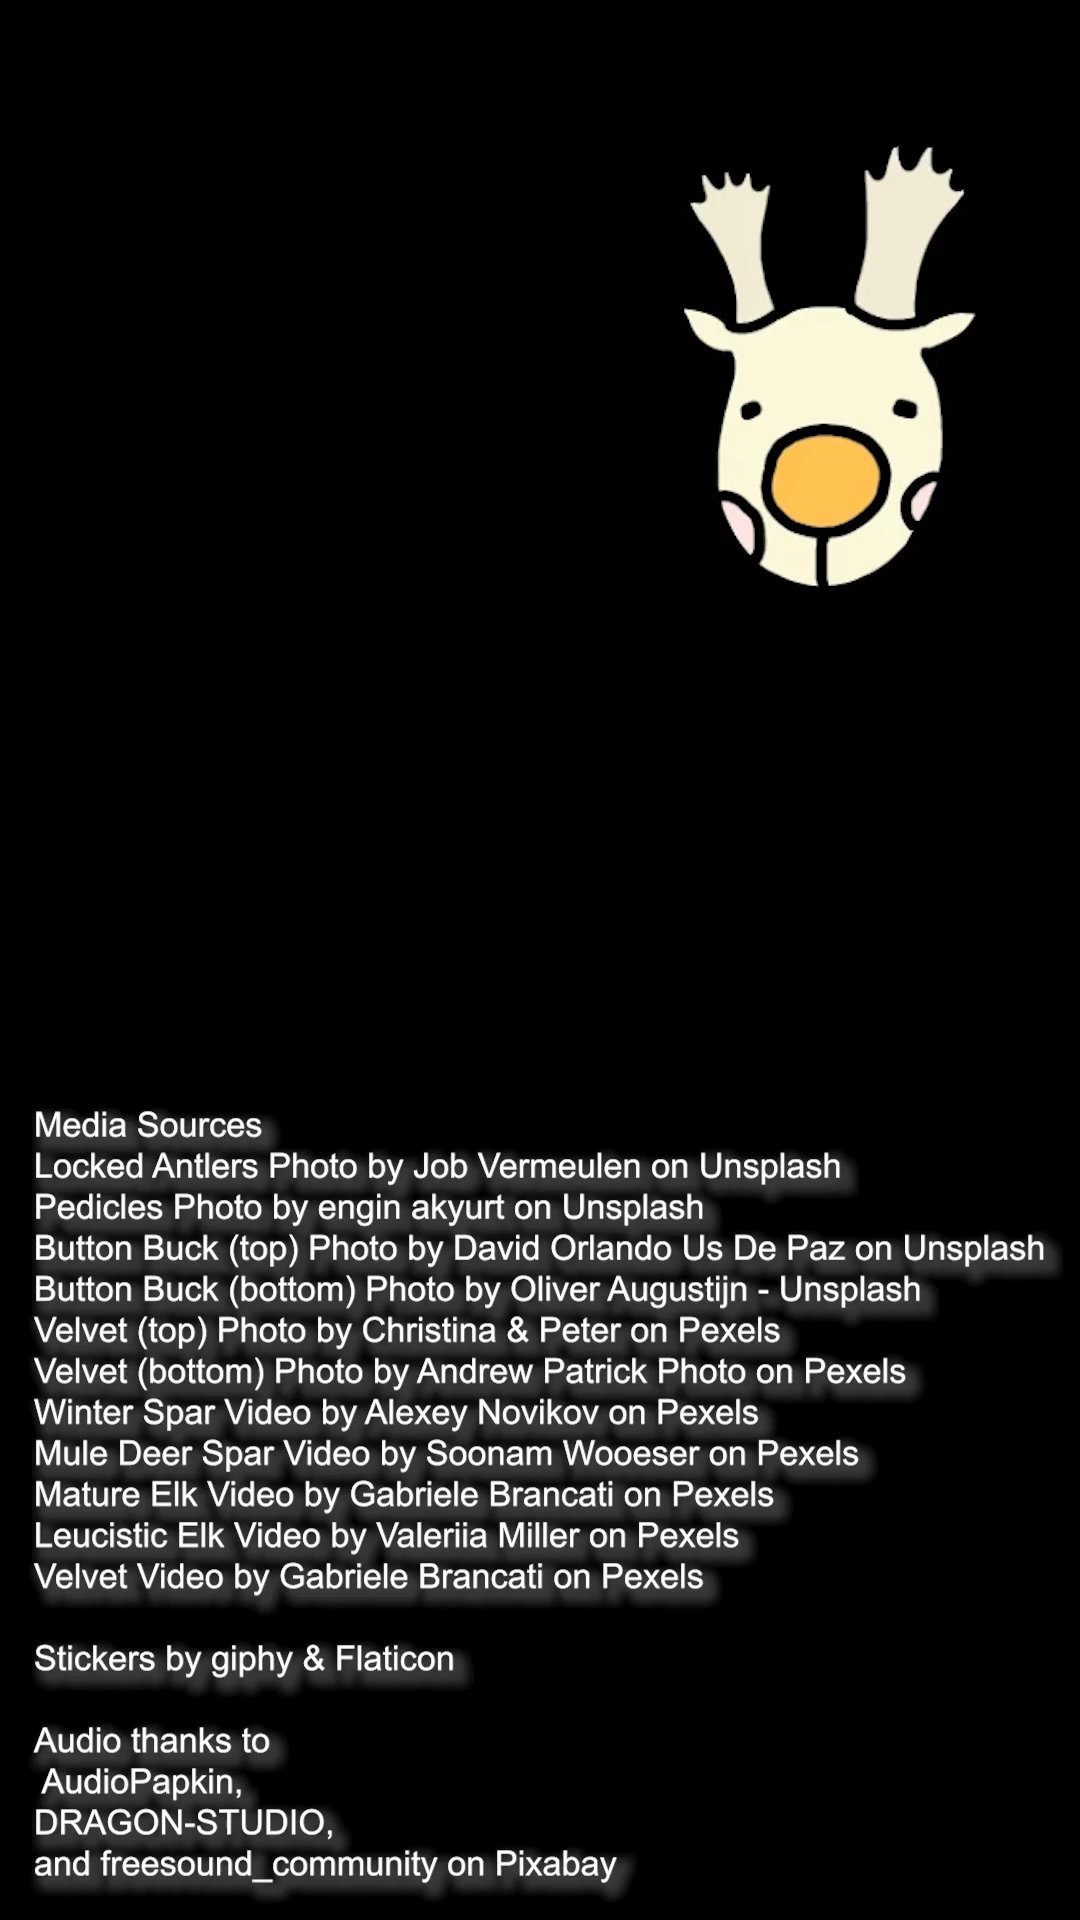 Media Sources
Locked Antlers Photo by Job Vermeulen on Unsplash
Pedicles Photo by engin akyurt on Unsplash
Button Buck (top) Photo by David Orlando Us De Paz on Unsplash
Button Buck (bottom) Photo by Oliver Augustijn - Unsplash
Velvet (top) Photo by Christina & Peter on Pexels
Velvet (bottom) Photo by Andrew Patrick Photo on Pexels
Winter Spar Video by Alexey Novikov on Pexels
Mule Deer Spar Video by Soonam Wooeser on Pexels
Mature Elk Video by Gabriele Brancati on Pexels
Leucistic Elk Video by Valeriia Miller on Pexels
Velvet Video by Gabriele Brancati on Pexels
Stickers by giphy & Flaticon
Audio thanks to
AudioPapkin,
DRAGON-STUDIO,
and freesound_community on Pixabay